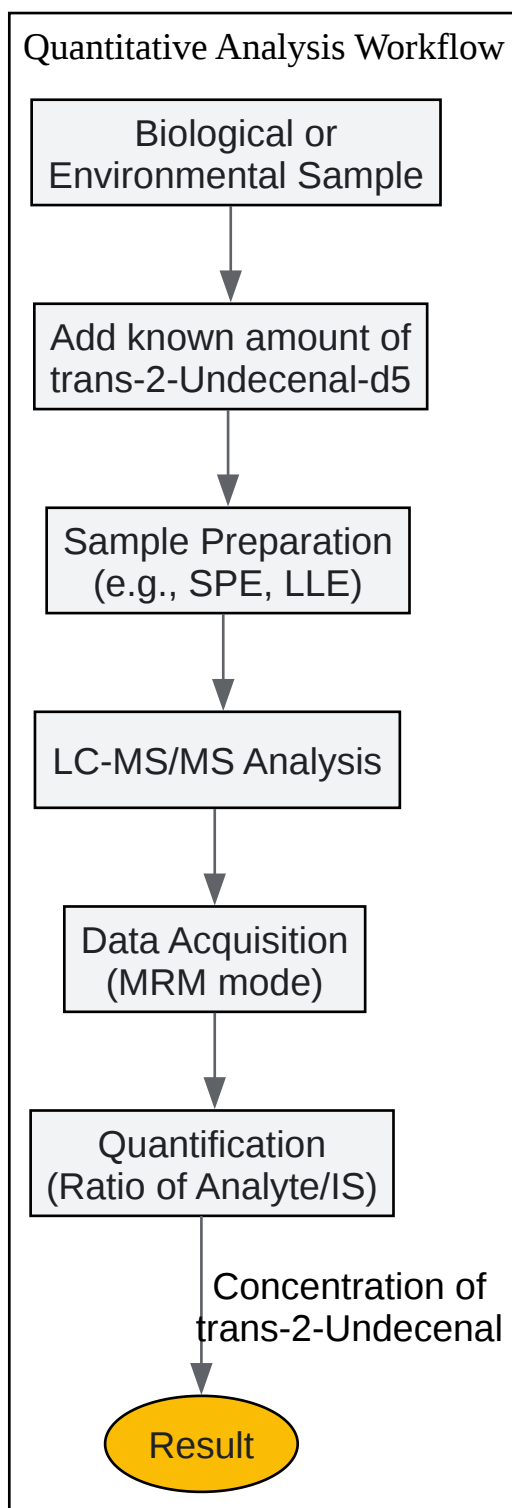 Quantitative Analysis Workflow
Biological or
Environmental Sample
Add known amount of
trans-2-Undecenal-d5
Sample Preparation
(e.g., SPE, LLE)
LC-MS/MS Analysis
Data Acquisition
(MRM mode)
Quantification
(Ratio of Analyte/IS)
Concentration of
trans-2-Undecenal
Result